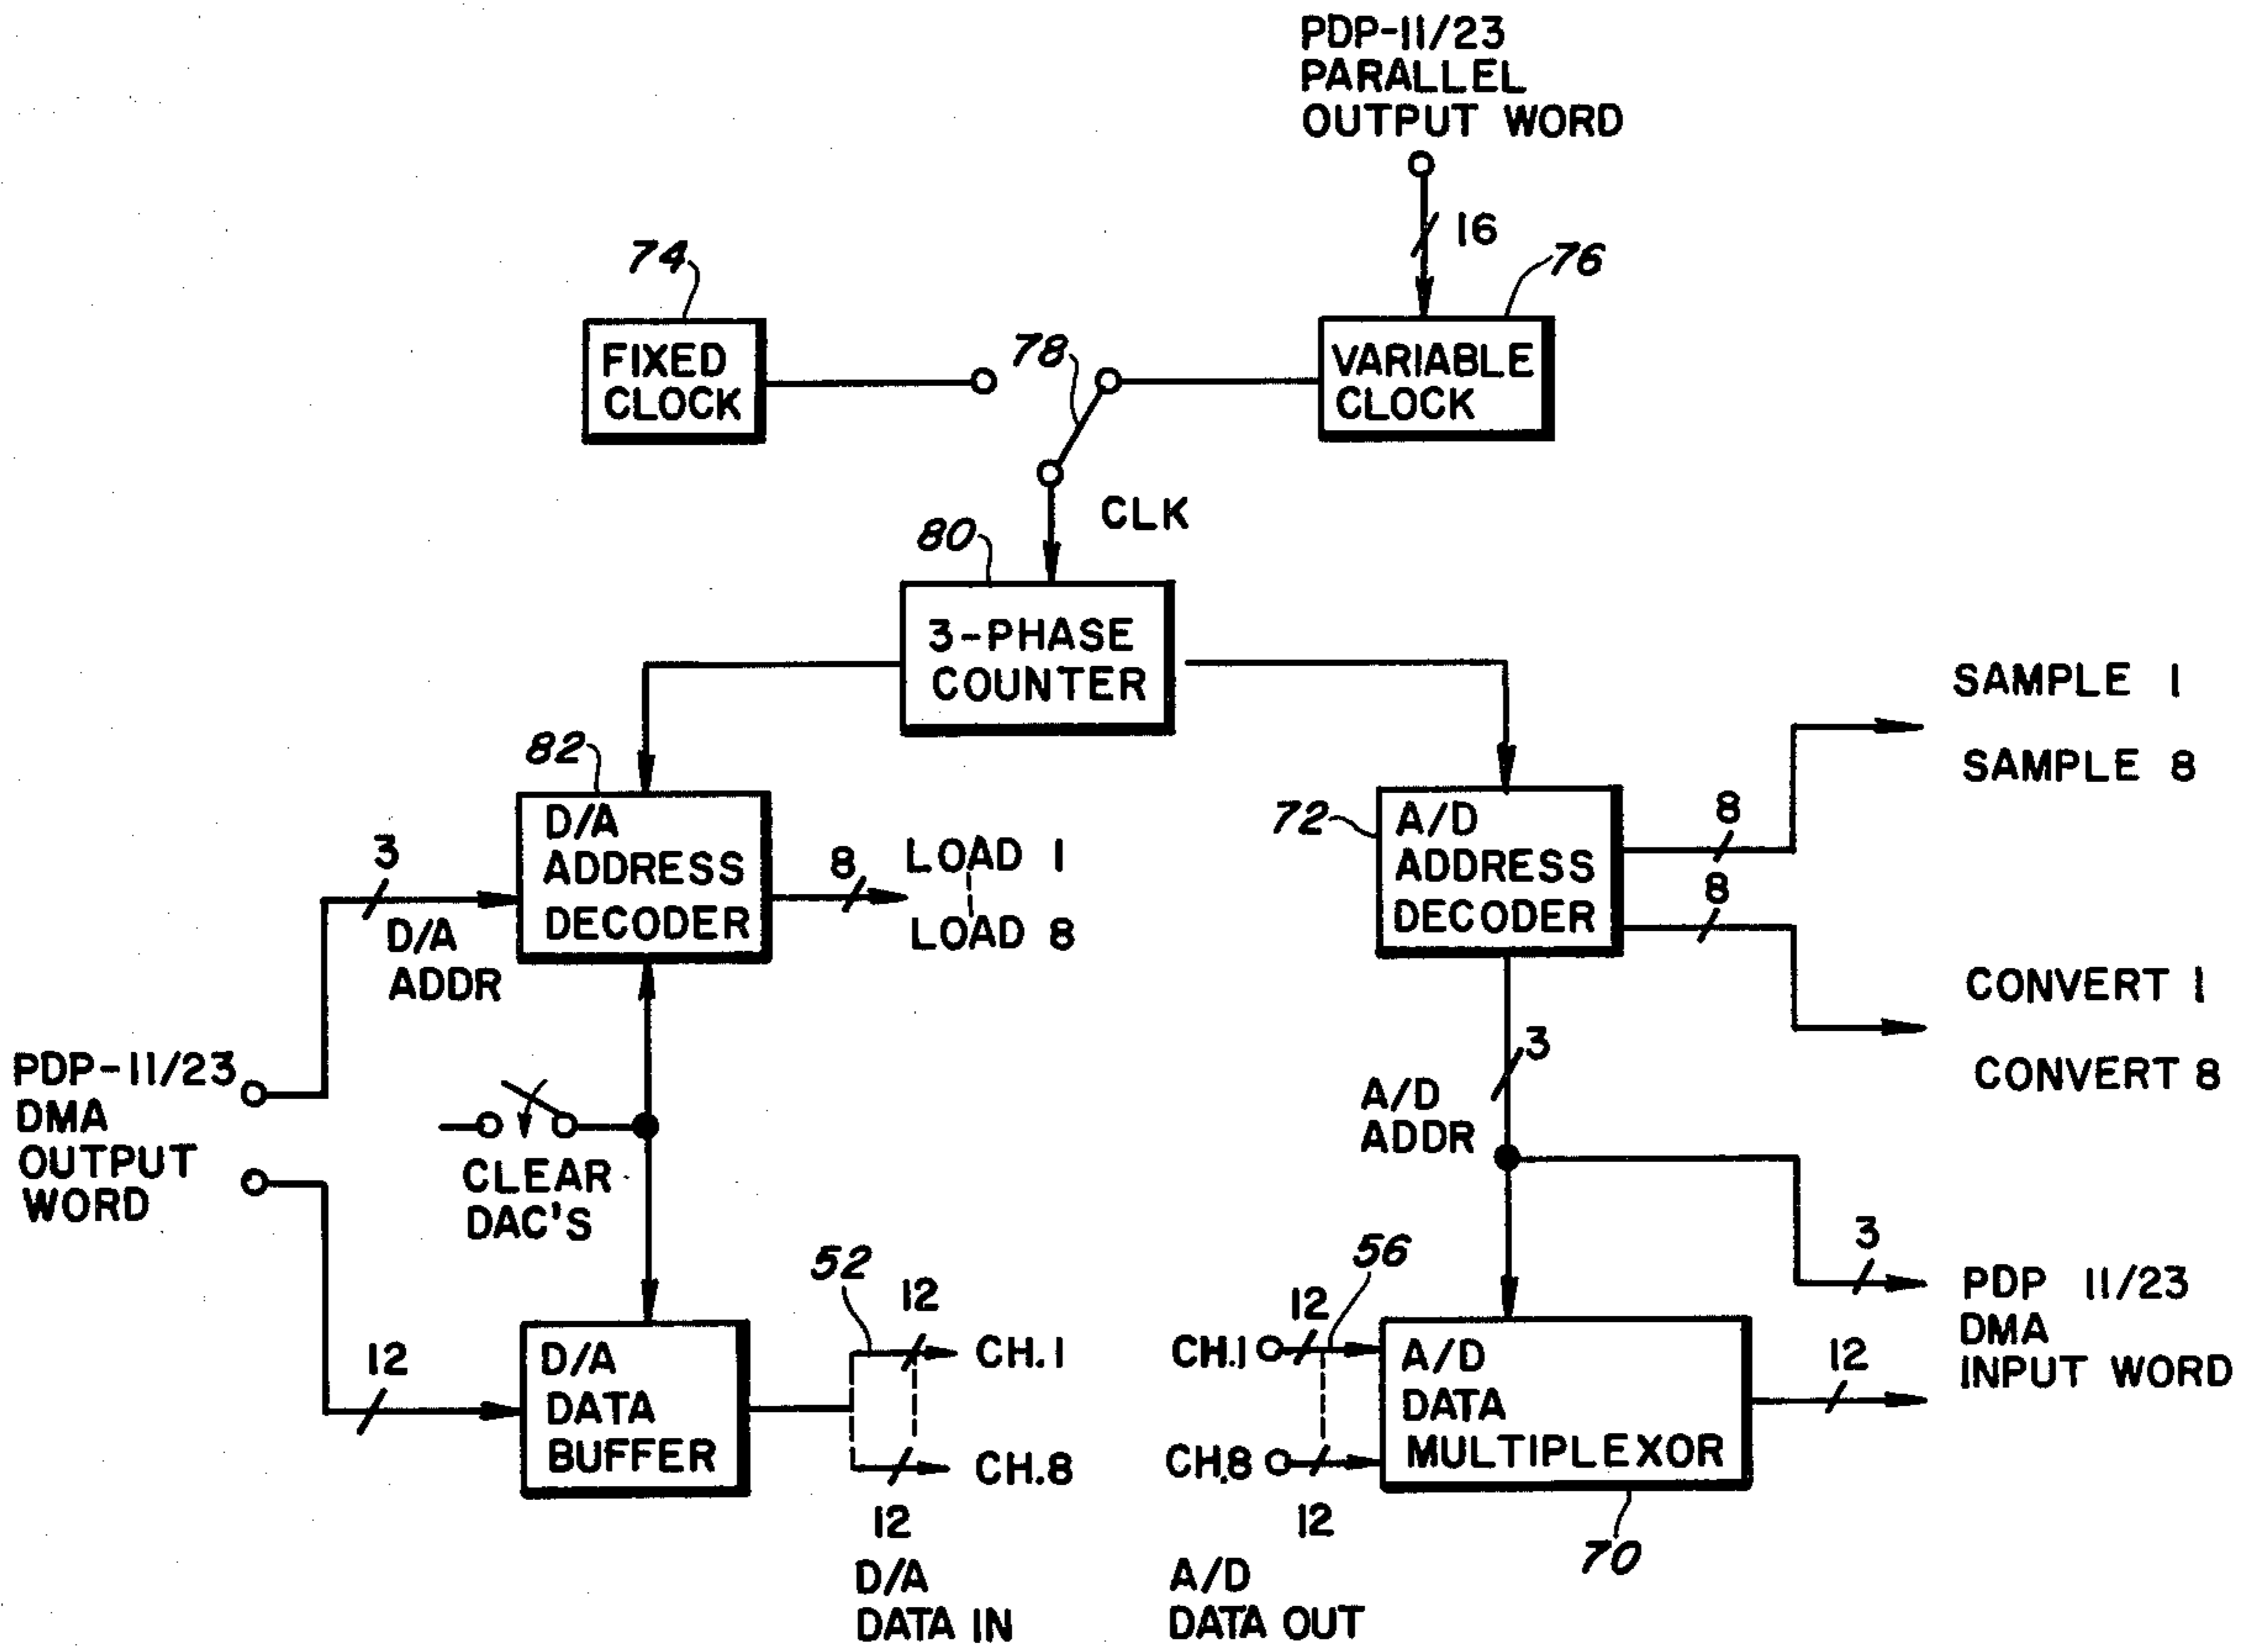 PDP-11/23
PARALLEL
OUTPUT WORD
16
74
76
FIXED
CLOCK
78
VARIABLE
CLOCK
CLK
80
3-PHASE
COUNTER
SAMPLE 1
SAMPLE 8
82
D/A
ADDRESS
DECODER
3
D/A
ADDR
8
LOAD 1
LOAD 8
72
A/D
ADDRESS
DECODER
8
8
CONVERT 1
CONVERT 8
3
A/D
ADDR
PDP-11/23
DMA
OUTPUT
WORD
CLEAR
DAC'S
12
D/A
DATA
BUFFER
52
12
CH.1
CH.8
12
D/A
DATA IN
56
12
CH.1
CH.8
12
A/D
DATA OUT
A/D
DATA
MULTIPLEXOR
70
3
12
PDP 11/23
DMA
INPUT WORD